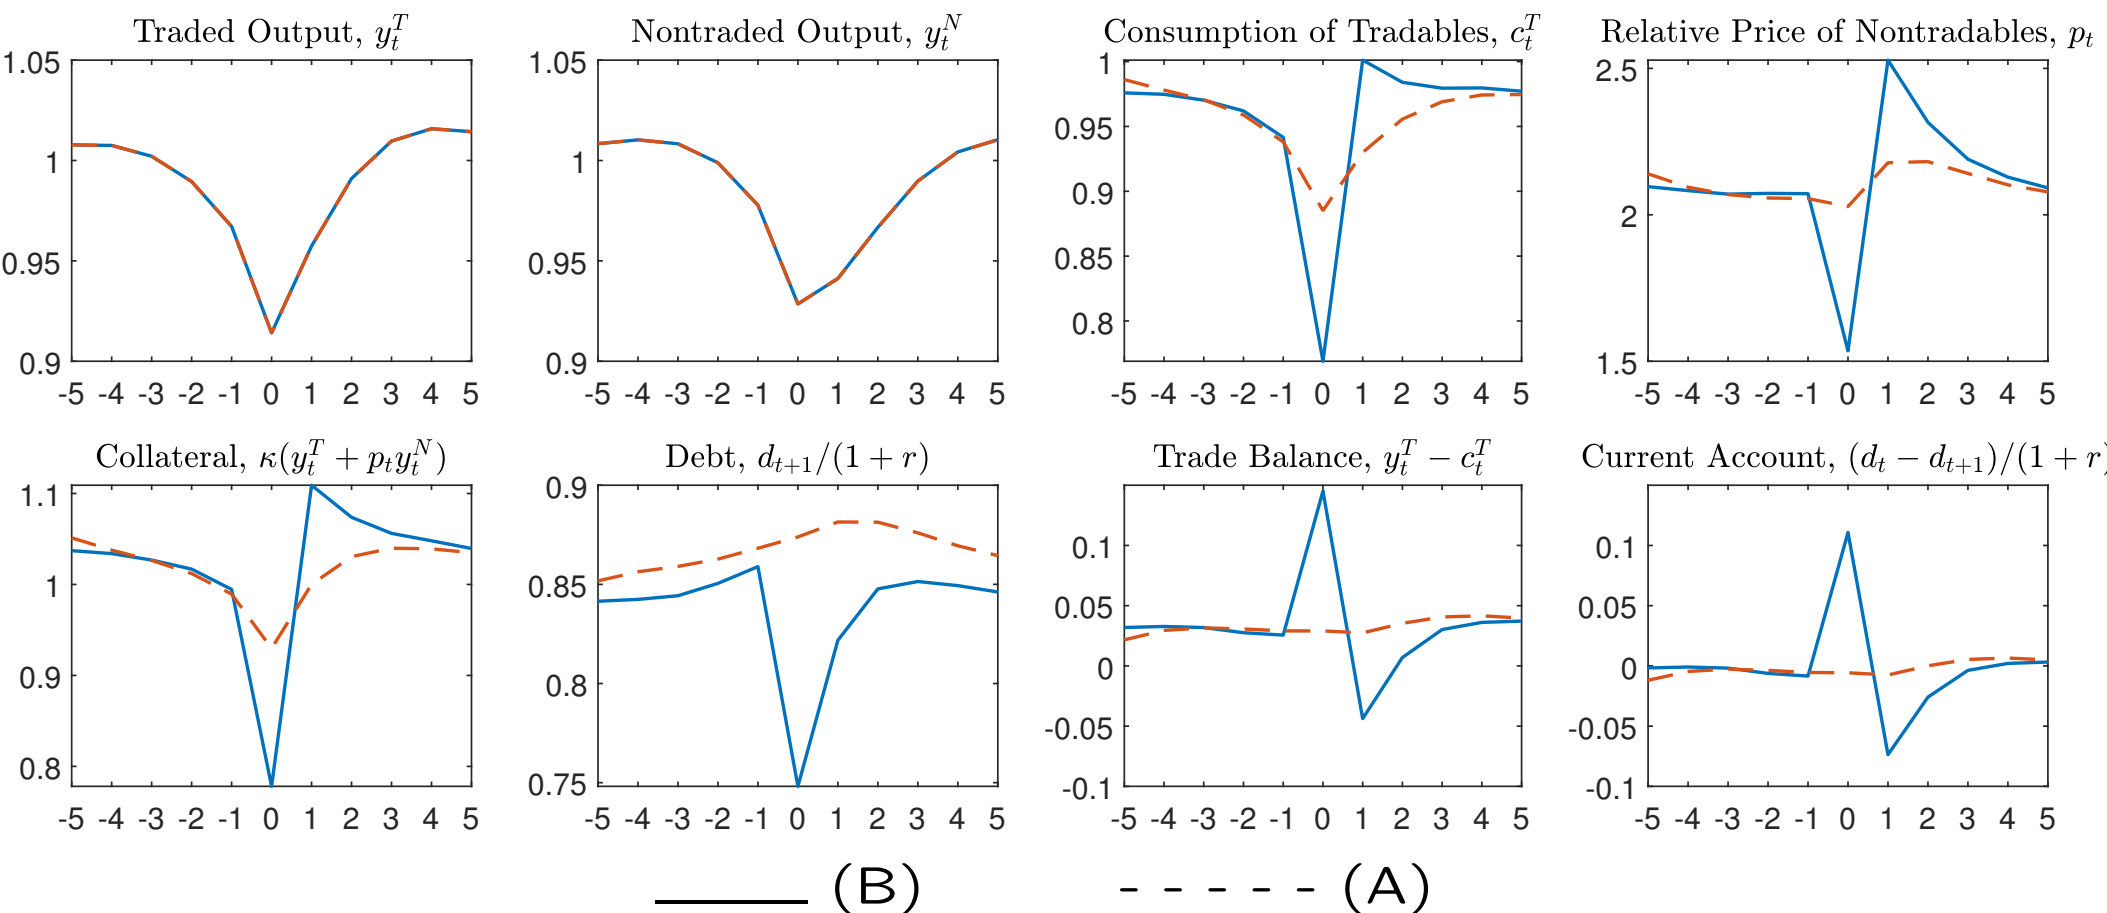 Traded Output, y_t^T
1.05
1
0.95
0.9
-5 -4 -3 -2 -1 0 1 2 3 4 5
Nontraded Output, y_t^N
1.05
1
0.95
0.9
-5 -4 -3 -2 -1 0 1 2 3 4 5
Consumption of Tradables, c_t^T
1
0.95
0.9
0.85
0.8
-5 -4 -3 -2 -1 0 1 2 3 4 5
Relative Price of Nontradables, p_t
2.5
2
1.5
-5 -4 -3 -2 -1 0 1 2 3 4 5
Collateral, κ(y_t^T + p_t y_t^N)
1.1
1
0.9
0.8
-5 -4 -3 -2 -1 0 1 2 3 4 5
Debt, d_{t+1}/(1 + r)
0.9
0.85
0.8
0.75
-5 -4 -3 -2 -1 0 1 2 3 4 5
Trade Balance, y_t^T − c_t^T
0.1
0.05
0
-0.05
-0.1
-5 -4 -3 -2 -1 0 1 2 3 4 5
Current Account, (d_t − d_{t+1})/(1 + r)
0.1
0.05
0
-0.05
-0.1
-5 -4 -3 -2 -1 0 1 2 3 4 5
(B)
(A)